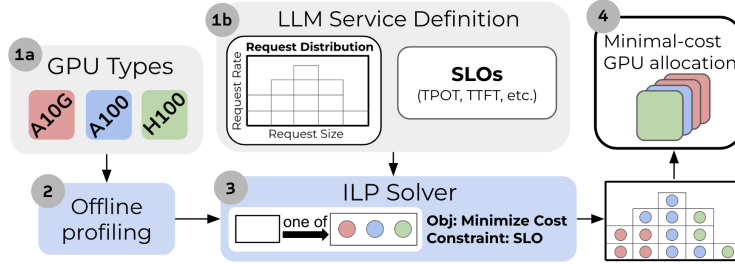 1a
GPU Types
A10G
A100
H100
1b
LLM Service Definition
Request Distribution
Request Rate
Request Size
SLOs
(TPOT, TTFT, etc.)
2
Offline
profiling
3
ILP Solver
one of
Obj: Minimize Cost
Constraint: SLO
4
Minimal-cost
GPU allocation